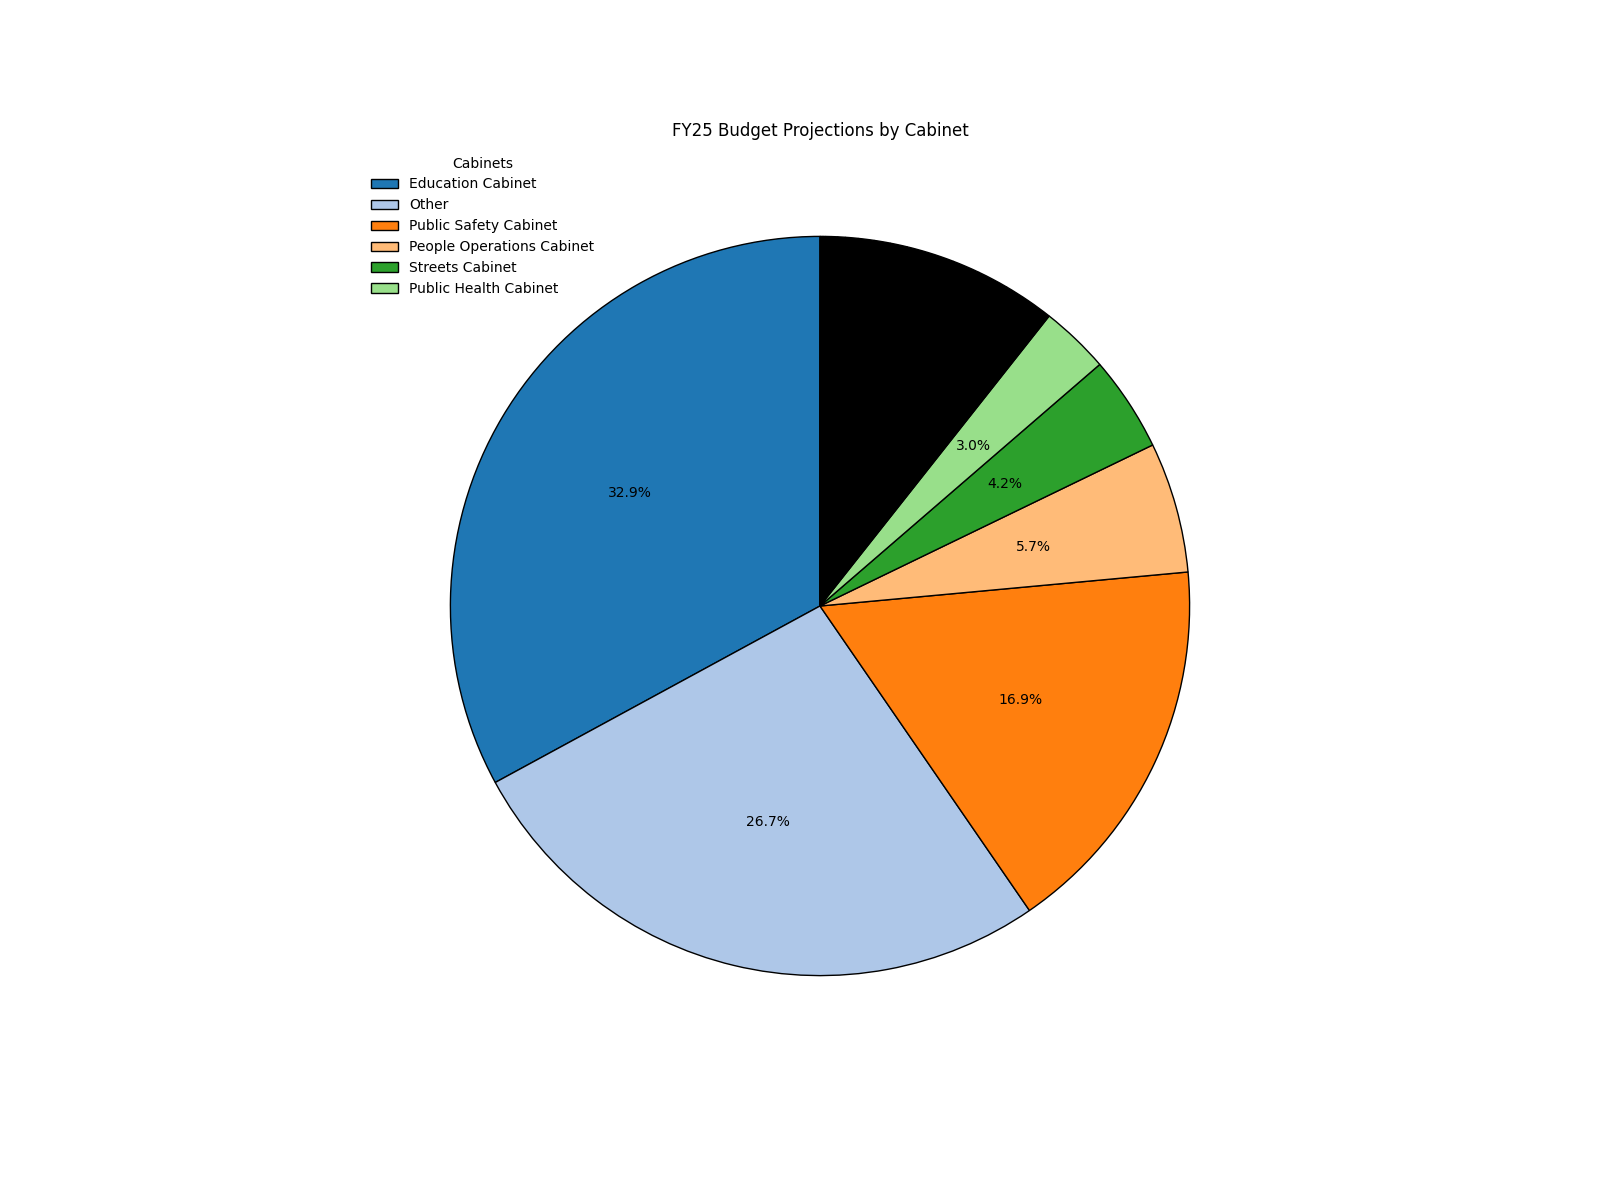 FY25 Budget Projections by Cabinet
Cabinets
Education Cabinet
Other
Public Safety Cabinet
People Operations Cabinet
Streets Cabinet
Public Health Cabinet
3.0%
4.2%
32.9%
5.7%
16.9%
26.7%